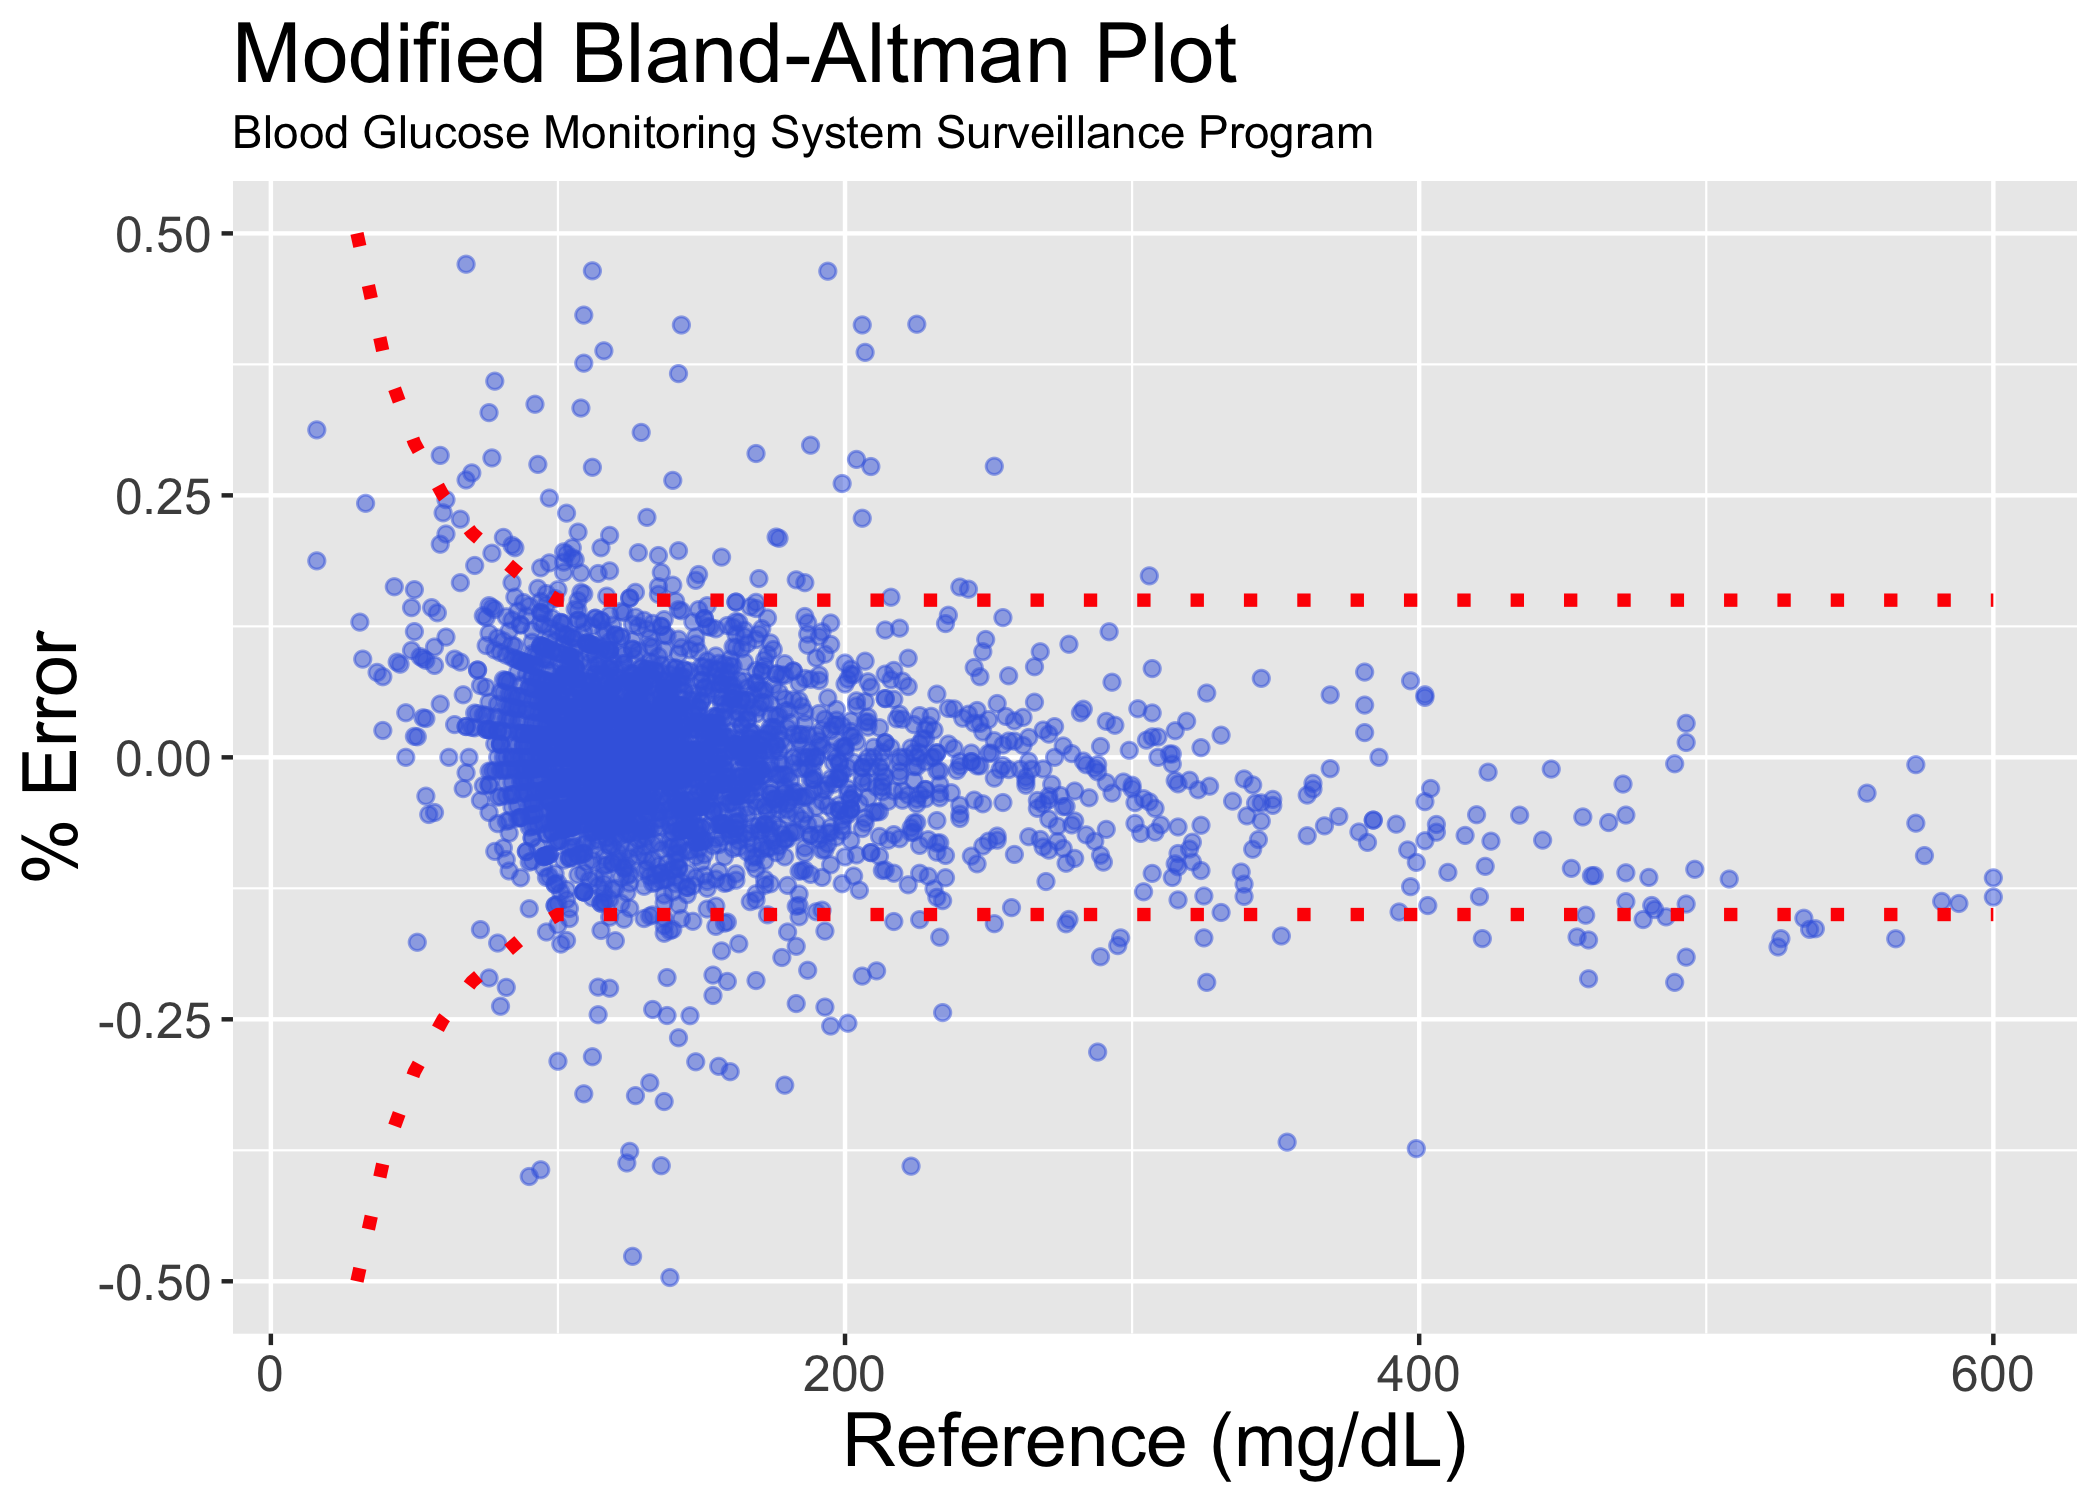 Modified Bland-Altman Plot
Blood Glucose Monitoring System Surveillance Program
% Error
0.50
0.25
0.00
-0.25
-0.50
0 200 400 600
Reference (mg/dL)